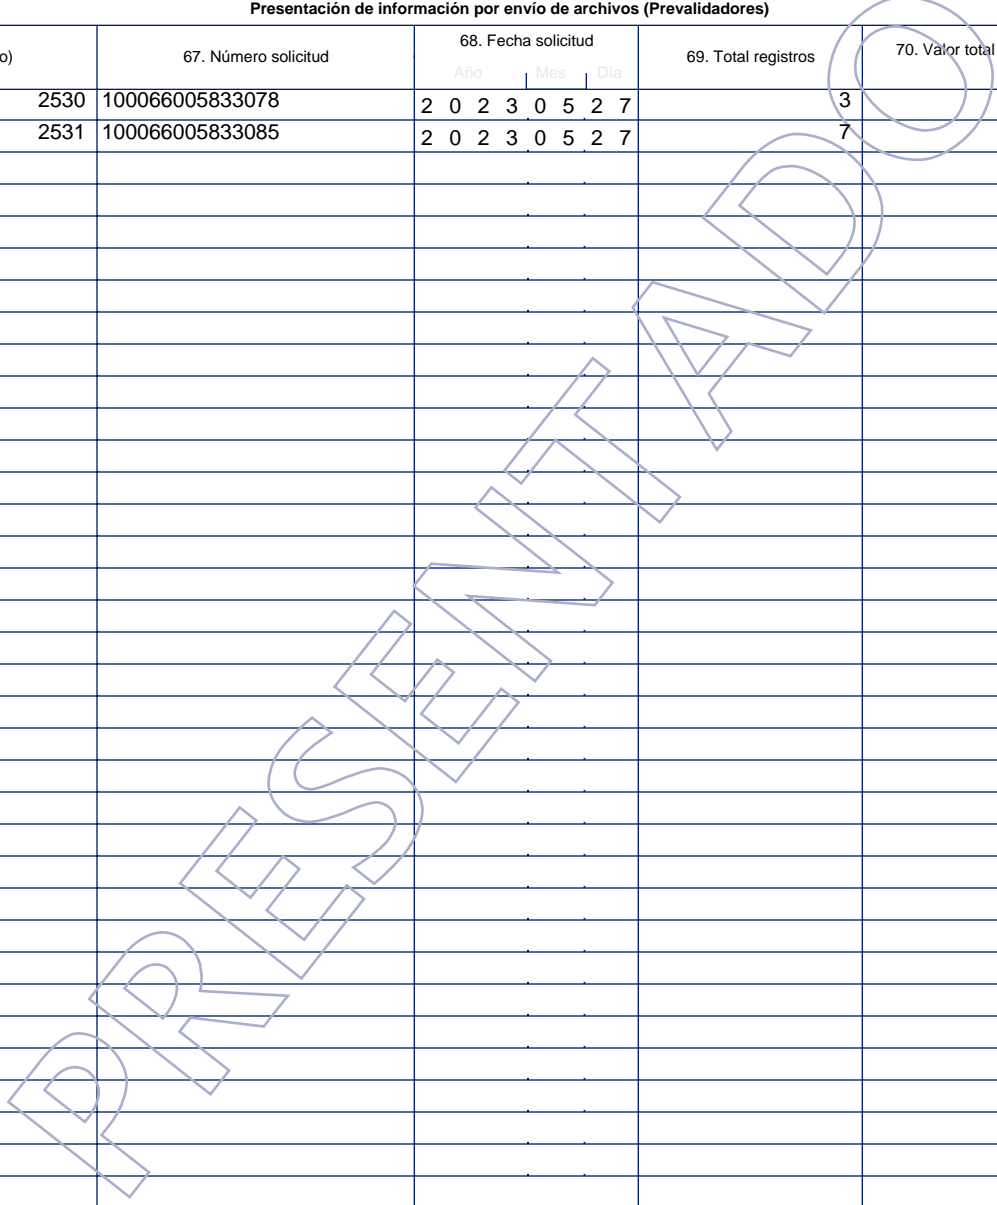 Presentación de información por envío de archivos (Prevalidadores)
o) 67. Número solicitud 68. Fecha solicitud 69. Total registros 70. Valor total
Año Mes Día
2530 100066005833078 2 0 2 3 0 5 2 7 3
2531 100066005833085 2 0 2 3 0 5 2 7 7
PRESENTADO